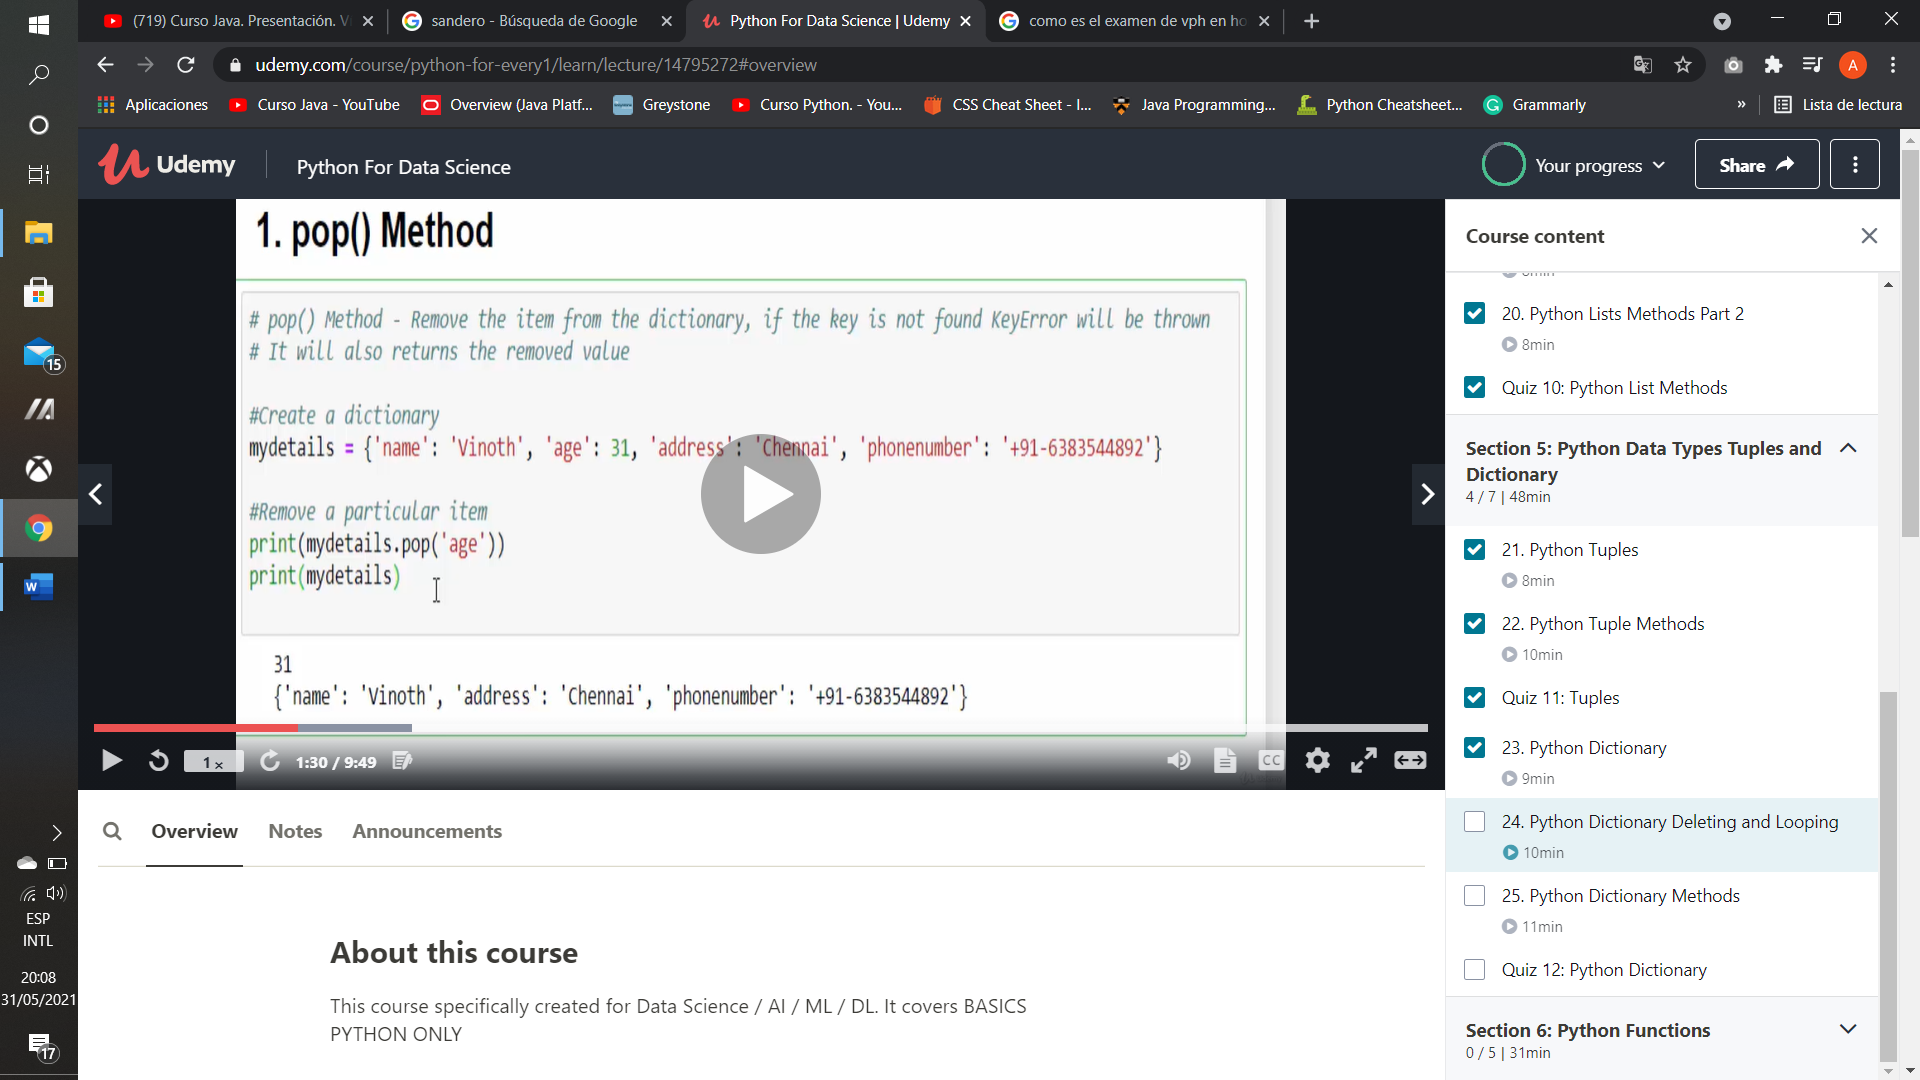 (719) Curso Java. Presentación. V
sandero - Búsqueda de Google
Python For Data Science | Udemy
como es el examen de vph en ho
udemy.com/course/python-for-every1/learn/lecture/14795272#overview
A
Aplicaciones
Curso Java - YouTube
Overview (Java Platf...
Greystone
Curso Python. - You...
CSS Cheat Sheet - I...
Java Programming...
Python Cheatsheet...
Grammarly
»
Lista de lectura
Udemy
Python For Data Science
Your progress
Share
1. pop() Method
# pop() Method - Remove the item from the dictionary, if the key is not found KeyError will be thrown
# It will also returns the removed value
#Create a dictionary
mydetails = {'name': 'Vinoth', 'age': 31, 'address': 'Chennai', 'phonenumber': '+91-6383544892'}
#Remove a particular item
print(mydetails.pop('age'))
print(mydetails)
31
{'name': 'Vinoth', 'address': 'Chennai', 'phonenumber': '+91-6383544892'}
1 x
1:30 / 9:49
CC
Overview
Notes
Announcements
About this course
This course specifically created for Data Science / AI / ML / DL. It covers BASICS
PYTHON ONLY
Course content
20. Python Lists Methods Part 2
8min
Quiz 10: Python List Methods
Section 5: Python Data Types Tuples and
Dictionary
4 / 7 | 48min
21. Python Tuples
8min
22. Python Tuple Methods
10min
Quiz 11: Tuples
23. Python Dictionary
9min
24. Python Dictionary Deleting and Looping
10min
25. Python Dictionary Methods
11min
Quiz 12: Python Dictionary
Section 6: Python Functions
0 / 5 | 31min
15
ESP
INTL
20:08
31/05/2021
17